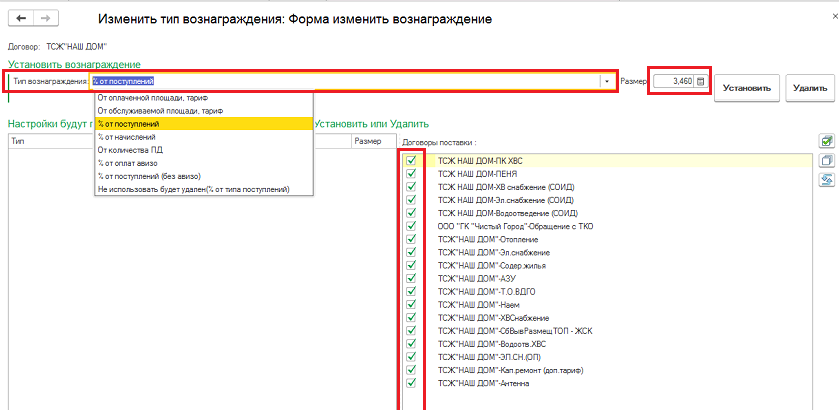 Изменить тип вознаграждения: Форма изменить вознаграждение
Договор: ТСЖ"НАШ ДОМ"
Установить вознаграждение
Тип вознаграждения: % от поступлений
Размер 3,460
Установить
Удалить
От оплаченной площади, тариф
От обслуживаемой площади, тариф
% от поступлений
% от начислений
От количества ПД
% от оплат авизо
% от поступлений (без авизо)
Не использовать будет удален(% от типа поступлений)
Настройки будут
Установить или Удалить
Тип
Размер
Договоры поставки :
ТСЖ НАШ ДОМ-ПК ХВС
ТСЖ НАШ ДОМ-ПЕНЯ
ТСЖ НАШ ДОМ-ХВ снабжение (СОИД)
ТСЖ НАШ ДОМ-Эл.снабжение (СОИД)
ТСЖ НАШ ДОМ-Водоотведение (СОИД)
ООО "ГК "Чистый Город"-Обращение с ТКО
ТСЖ"НАШ ДОМ"-Отопление
ТСЖ"НАШ ДОМ"-Эл.снабжение
ТСЖ"НАШ ДОМ"-Содер.жилья
ТСЖ"НАШ ДОМ"-АЗУ
ТСЖ"НАШ ДОМ"-Т.О.ВДГО
ТСЖ"НАШ ДОМ"-Наем
ТСЖ"НАШ ДОМ"-ХВСнабжение
ТСЖ"НАШ ДОМ"-СбВывРазмещТОП - ЖСК
ТСЖ"НАШ ДОМ"-Водоотв.ХВС
ТСЖ"НАШ ДОМ"-ЭЛ.СН.(ОП)
ТСЖ"НАШ ДОМ"-Кап.ремонт (доп.тариф)
ТСЖ"НАШ ДОМ"-Антенна